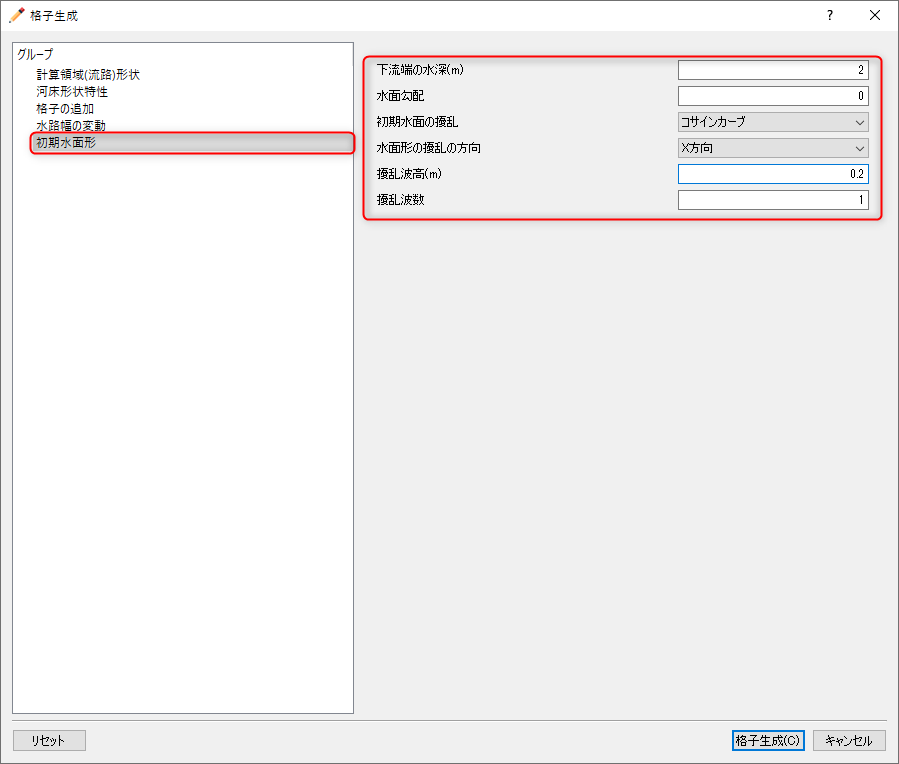 格子生成
?
グループ
計算領域(流路)形状
河床形状特性
格子の追加
水路幅の変動
初期水面形
下流端の水深(m) 2
水面勾配 0
初期水面の擾乱 コサインカーブ
水面形の擾乱の方向 X方向
擾乱波高(m) 0.2
擾乱波数 1
リセット 格子生成(C) キャンセル